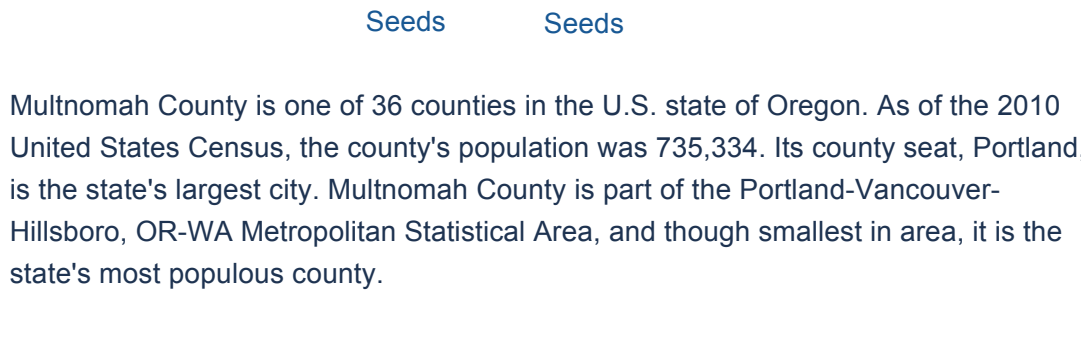 Seeds Seeds
Multnomah County is one of 36 counties in the U.S. state of Oregon. As of the 2010
United States Census, the county's population was 735,334. Its county seat, Portland,
is the state's largest city. Multnomah County is part of the Portland-Vancouver-
Hillsboro, OR-WA Metropolitan Statistical Area, and though smallest in area, it is the
state's most populous county.